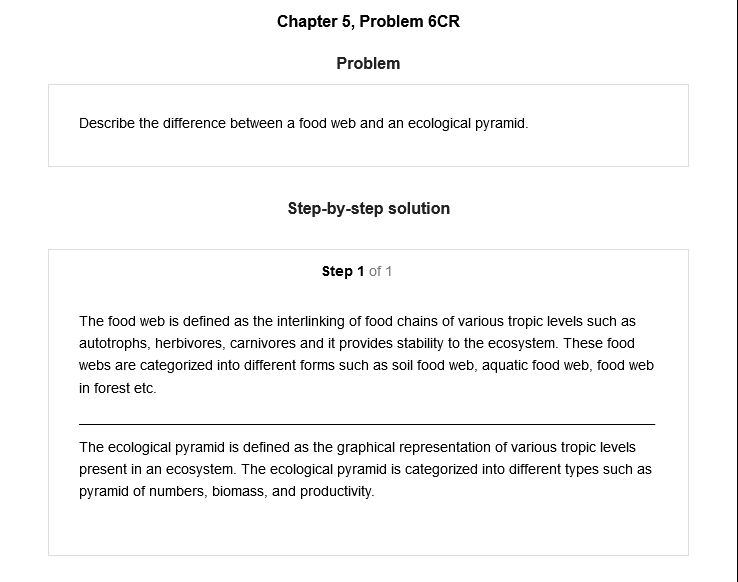 Chapter 5, Problem 6CR
Problem
Describe the difference between a food web and an ecological pyramid.
Step-by-step solution
Step 1 of 1
The food web is defined as the interlinking of food chains of various tropic levels such as
autotrophs, herbivores, carnivores and it provides stability to the ecosystem. These food
webs are categorized into different forms such as soil food web, aquatic food web, food web
in forest etc.
The ecological pyramid is defined as the graphical representation of various tropic levels
present in an ecosystem. The ecological pyramid is categorized into different types such as
pyramid of numbers, biomass, and productivity.